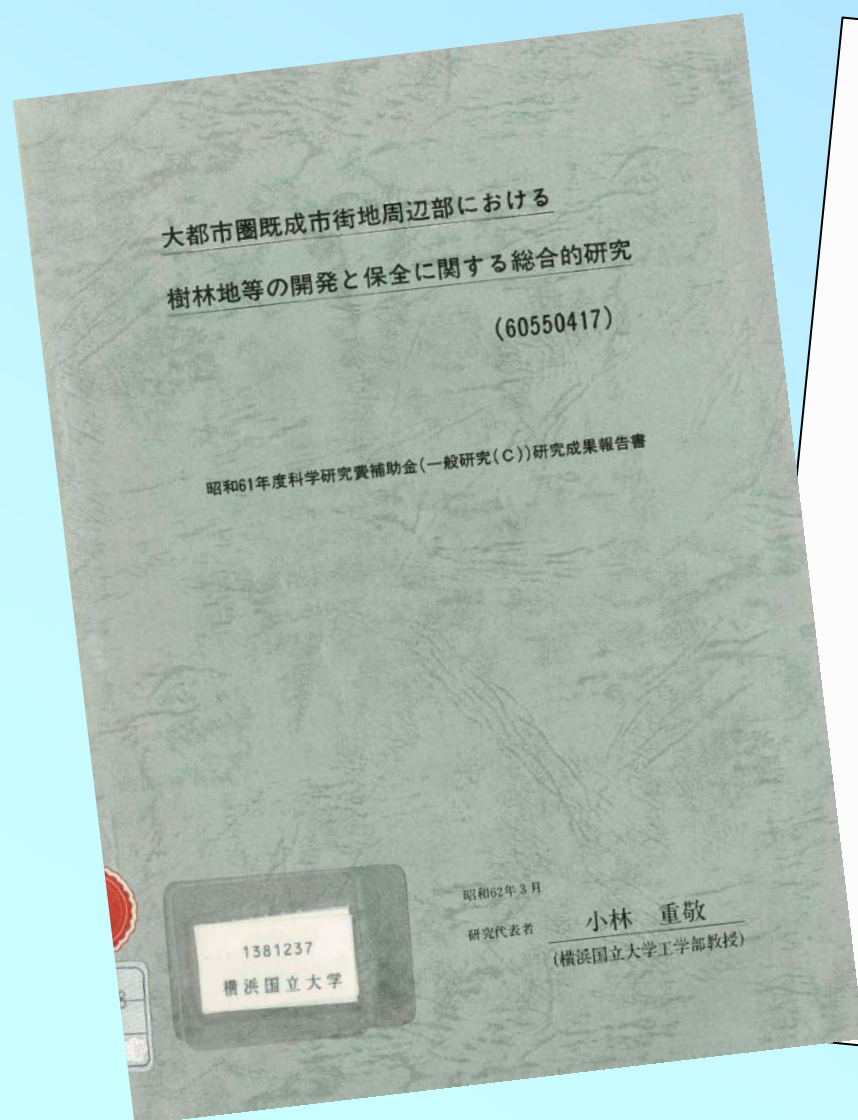 大都市圏既成市街地周辺部における
樹林地等の開発と保全に関する総合的研究
(60550417)
昭和61年度科学研究費補助金(一般研究(C))研究成果報告書
昭和62年3月
研究代表者 小林 重敬
(横浜国立大学工学部教授)
1381237
横浜国立大学